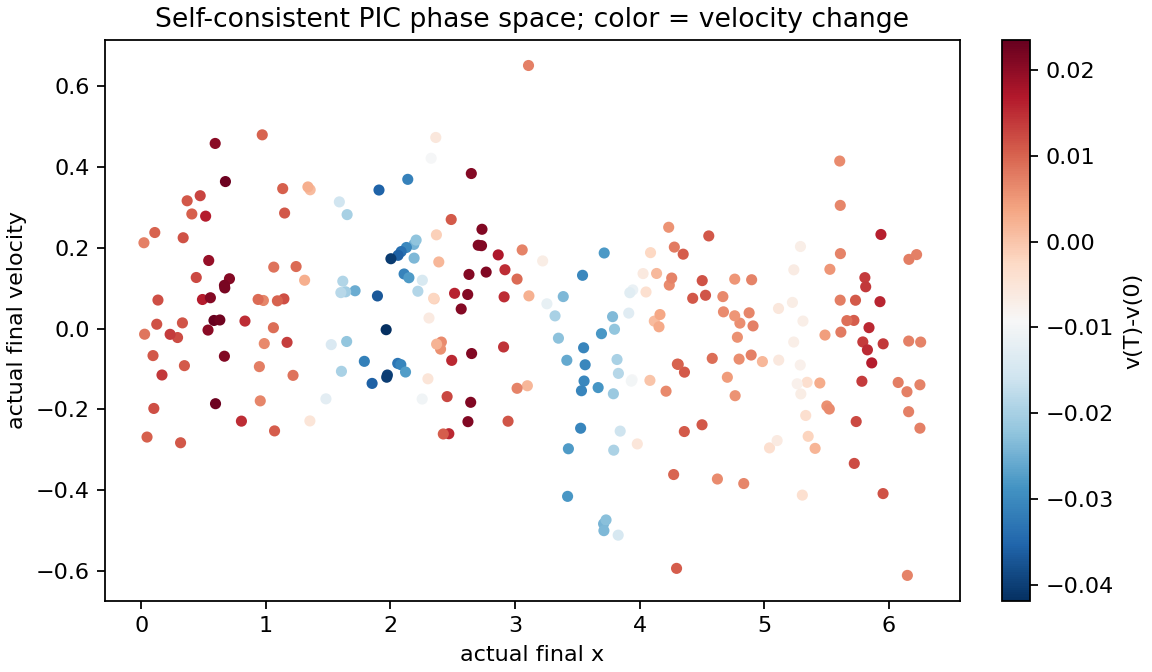 Self-consistent PIC phase space; color = velocity change
actual final velocity
0.6
0.4
0.2
0.0
−0.2
−0.4
−0.6
0 1 2 3 4 5 6
actual final x
0.02
0.01
0.00
−0.01
−0.02
−0.03
−0.04
v(T)-v(0)